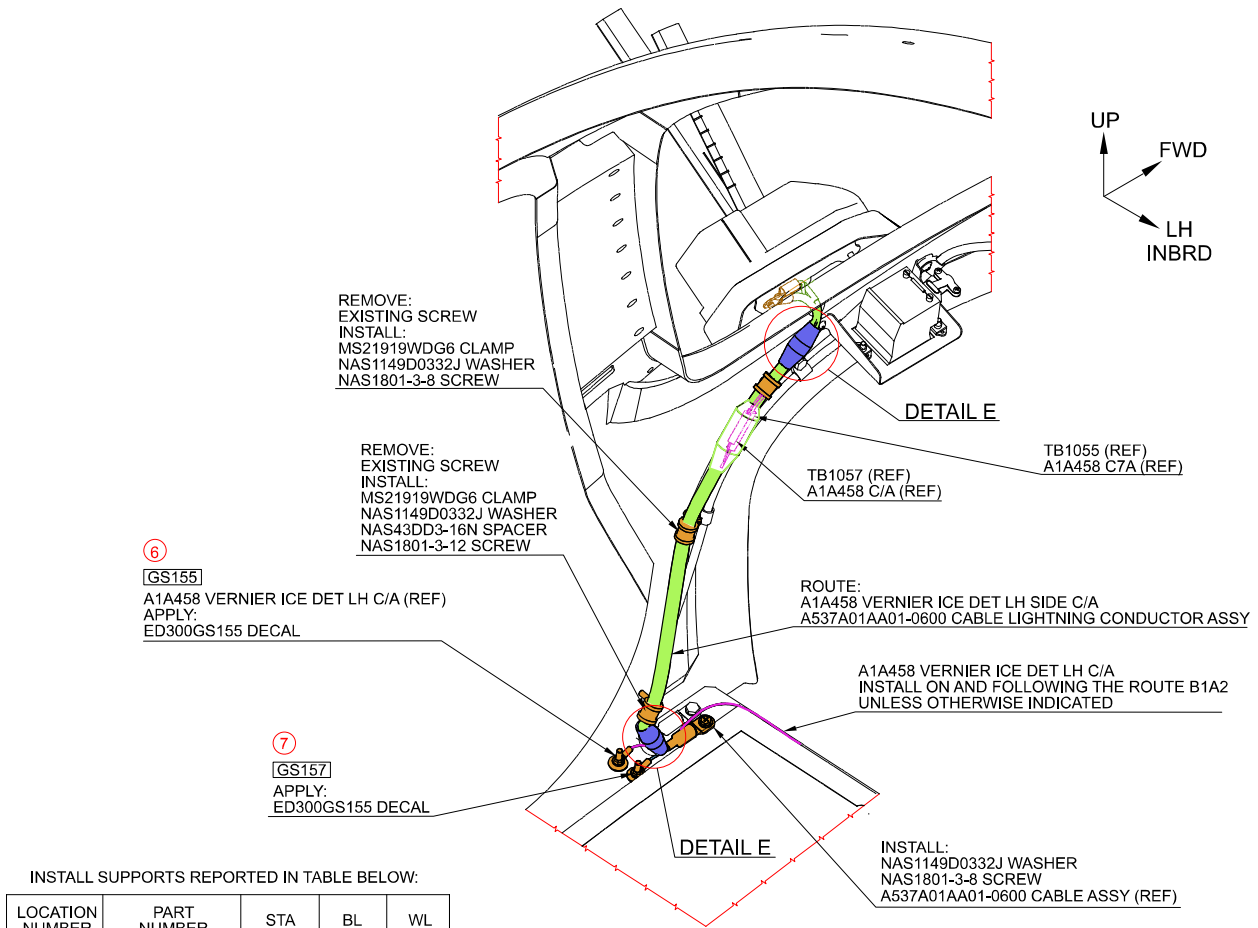 UP
FWD
LH
INBRD
REMOVE:
EXISTING SCREW
INSTALL:
MS21919WDG6 CLAMP
NAS1149D0332J WASHER
NAS1801-3-8 SCREW
DETAIL E
TB1055 (REF)
A1A458 C7A (REF)
TB1057 (REF)
A1A458 C/A (REF)
REMOVE:
EXISTING SCREW
INSTALL:
MS21919WDG6 CLAMP
NAS1149D0332J WASHER
NAS43DD3-16N SPACER
NAS1801-3-12 SCREW
6
GS155
A1A458 VERNIER ICE DET LH C/A (REF)
APPLY:
ED300GS155 DECAL
ROUTE:
A1A458 VERNIER ICE DET LH SIDE C/A
A537A01AA01-0600 CABLE LIGHTNING CONDUCTOR ASSY
A1A458 VERNIER ICE DET LH C/A
INSTALL ON AND FOLLOWING THE ROUTE B1A2
UNLESS OTHERWISE INDICATED
7
GS157
APPLY:
ED300GS155 DECAL
DETAIL E
INSTALL:
NAS1149D0332J WASHER
NAS1801-3-8 SCREW
A537A01AA01-0600 CABLE ASSY (REF)
INSTALL SUPPORTS REPORTED IN TABLE BELOW:
LOCATION NUMBER
PART NUMBER
STA
BL
WL